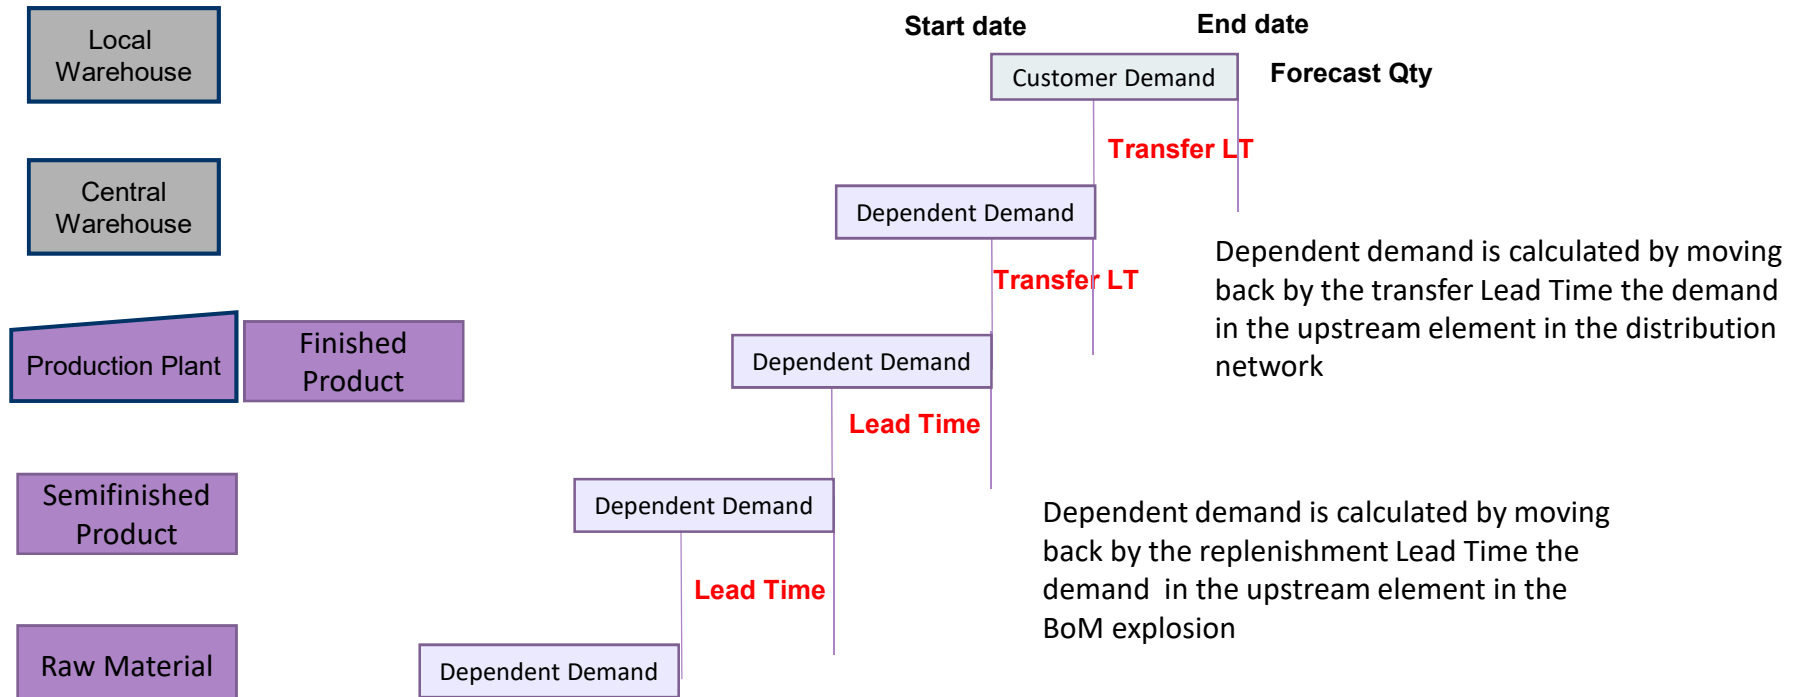 Local
Warehouse
Start date
End date
Customer Demand
Forecast Qty
Transfer LT
Central
Warehouse
Dependent Demand
Dependent demand is calculated by moving
back by the transfer Lead Time the demand
in the upstream element in the distribution
network
Transfer LT
Production Plant
Finished
Product
Dependent Demand
Lead Time
Semifinished
Product
Dependent Demand
Dependent demand is calculated by moving
back by the replenishment Lead Time the
demand in the upstream element in the
BoM explosion
Lead Time
Raw Material
Dependent Demand